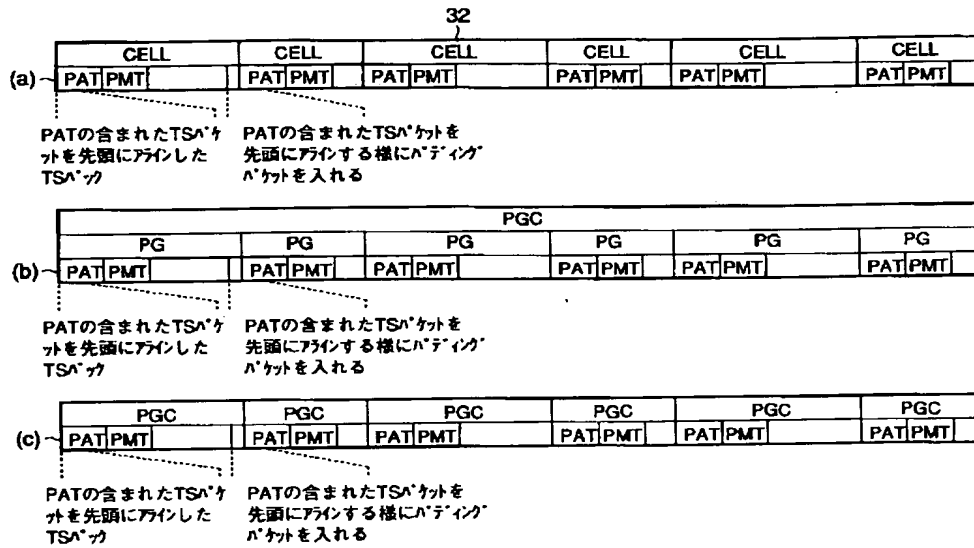 32
CELL CELL CELL CELL CELL CELL
(a) PAT PMT PAT PMT PAT PMT PAT PMT PAT PMT PAT PMT
PATの含まれたTSパケ
ットを先頭にアラインした
TSパック
PATの含まれたTSパケットを
先頭にアラインする様にパディング
パケットを入れる
PGC
PG PG PG PG PG PG
(b) PAT PMT PAT PMT PAT PMT PAT PMT PAT PMT PAT PMT
PATの含まれたTSパケ
ットを先頭にアラインした
TSパック
PATの含まれたTSパケットを
先頭にアラインする様にパディング
パケットを入れる
PGC PGC PGC PGC PGC PGC
(c) PAT PMT PAT PMT PAT PMT PAT PMT PAT PMT PAT PMT
PATの含まれたTSパケ
ットを先頭にアラインした
TSパック
PATの含まれたTSパケットを
先頭にアラインする様にパディング
パケットを入れる